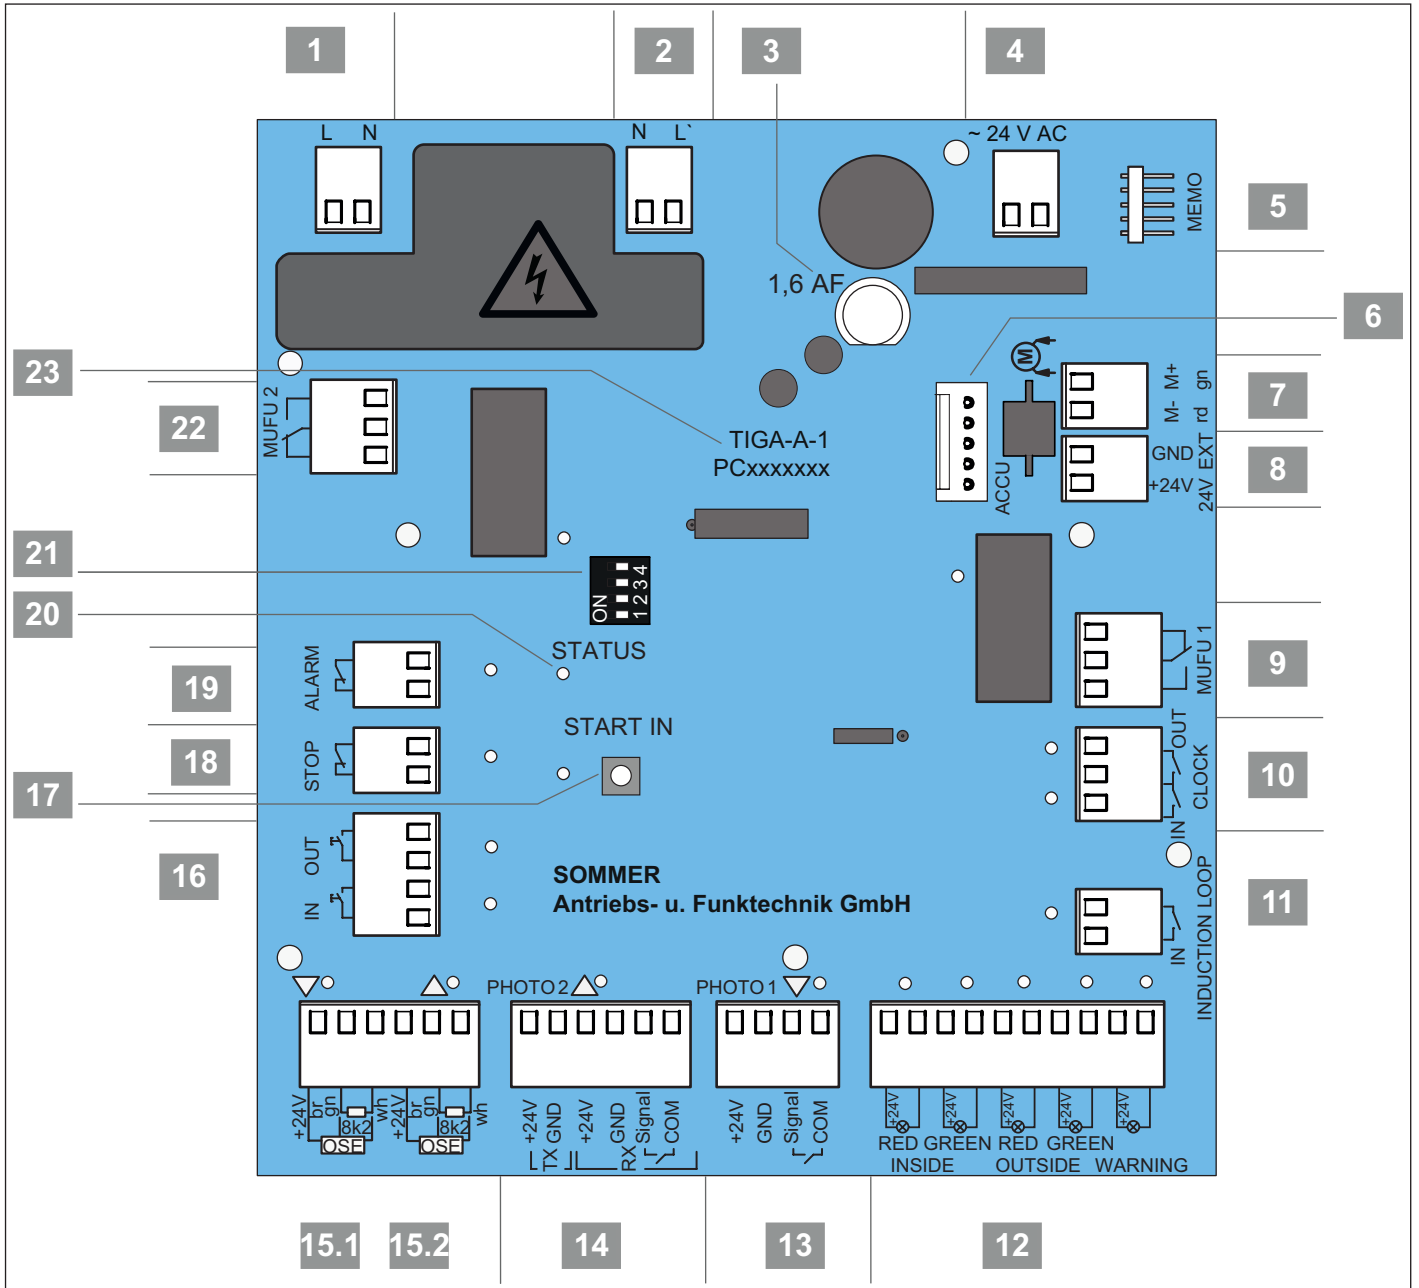 1
2
3
4
L N
N L`
~ 24 V AC
MEMO
5
1,6 AF
6
M
23
MUFU 2
22
TIGA-A-1
PCxxxxxxx
ACCU
M- M+
rd gn
7
GND
+24V
24V EXT
8
21
ON
1 2 3 4
20
STATUS
ALARM
19
MUFU 1
9
START IN
STOP
18
17
OUT
CLOCK
IN
10
OUT
IN
16
SOMMER
Antriebs- u. Funktechnik GmbH
IN
INDUCTION LOOP
11
PHOTO 2
PHOTO 1
+24V
br
gn
8k2
wh
OSE
+24V
br
gn
8k2
wh
OSE
+24V
GND
TX
+24V
GND
Signal
COM
RX
+24V
GND
Signal
COM
+24V
+24V
+24V
+24V
+24V
RED GREEN RED GREEN
INSIDE OUTSIDE WARNING
15.1
15.2
14
13
12